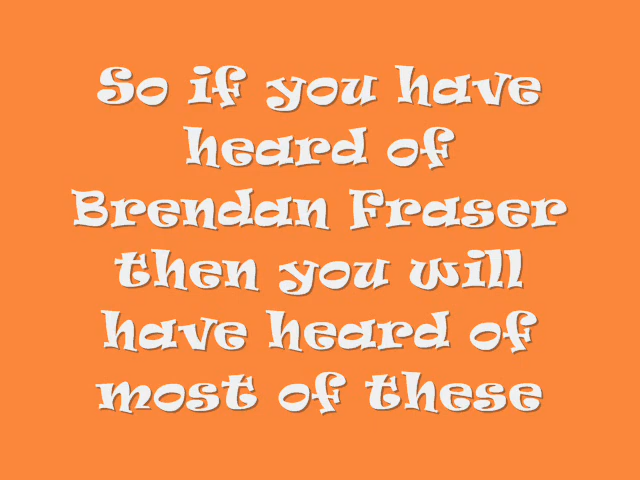 So if you have
heard of
Brendan Fraser
then you will
have heard of
most of these